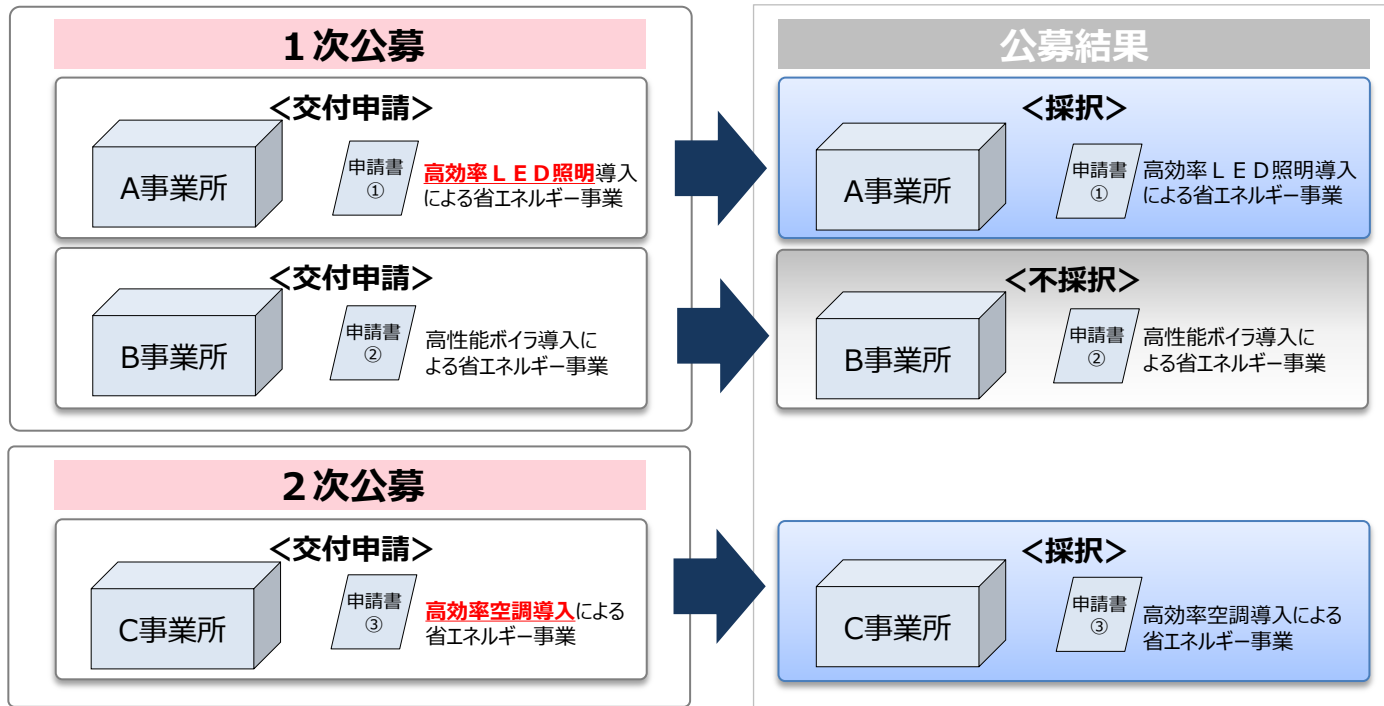 １次公募
＜交付申請＞
A事業所
申請書
①
高効率ＬＥＤ照明導入
による省エネルギー事業
＜交付申請＞
B事業所
申請書
②
高性能ボイラ導入に
よる省エネルギー事業
２次公募
＜交付申請＞
C事業所
申請書
③
高効率空調導入による
省エネルギー事業
公募結果
＜採択＞
A事業所
申請書
①
高効率ＬＥＤ照明導入
による省エネルギー事業
＜不採択＞
B事業所
申請書
②
高性能ボイラ導入に
よる省エネルギー事業
＜採択＞
C事業所
申請書
③
高効率空調導入による
省エネルギー事業